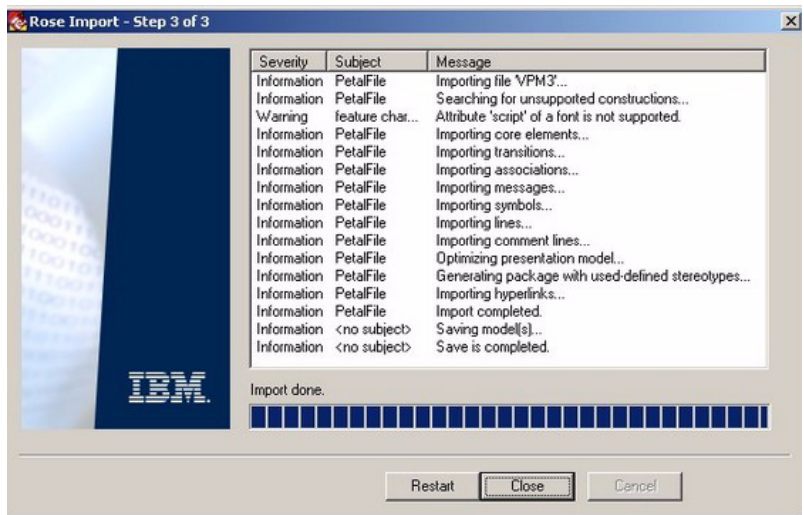 Rose Import - Step 3 of 3
Severity Subject Message
Information PetalFile Importing file 'VPM3'...
Information PetalFile Searching for unsupported constructions...
Warning feature char... Attribute 'script' of a font is not supported.
Information PetalFile Importing core elements...
Information PetalFile Importing transitions...
Information PetalFile Importing associations...
Information PetalFile Importing messages...
Information PetalFile Importing symbols...
Information PetalFile Importing lines...
Information PetalFile Importing comment lines...
Information PetalFile Optimizing presentation model...
Information PetalFile Generating package with used-defined stereotypes...
Information PetalFile Importing hyperlinks...
Information PetalFile Import completed.
Information <no subject> Saving model(s)...
Information <no subject> Save is completed.
IBM.
Import done.
Restart Close Cancel